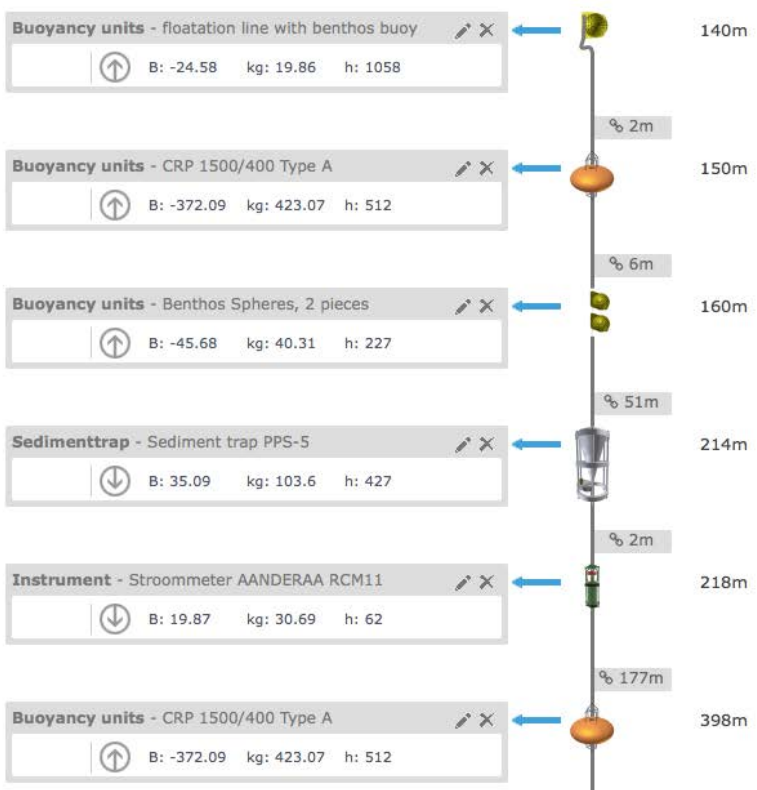 Buoyancy units - floatation line with benthos buoy
140m
B: -24.58 kg: 19.86 h: 1058
2m
Buoyancy units - CRP 1500/400 Type A
150m
B: -372.09 kg: 423.07 h: 512
6m
Buoyancy units - Benthos Spheres, 2 pieces
160m
B: -45.68 kg: 40.31 h: 227
51m
Sedimenttrap - Sediment trap PPS-5
214m
B: 35.09 kg: 103.6 h: 427
2m
Instrument - Stroommeter AANDERAA RCM11
218m
B: 19.87 kg: 30.69 h: 62
177m
Buoyancy units - CRP 1500/400 Type A
398m
B: -372.09 kg: 423.07 h: 512